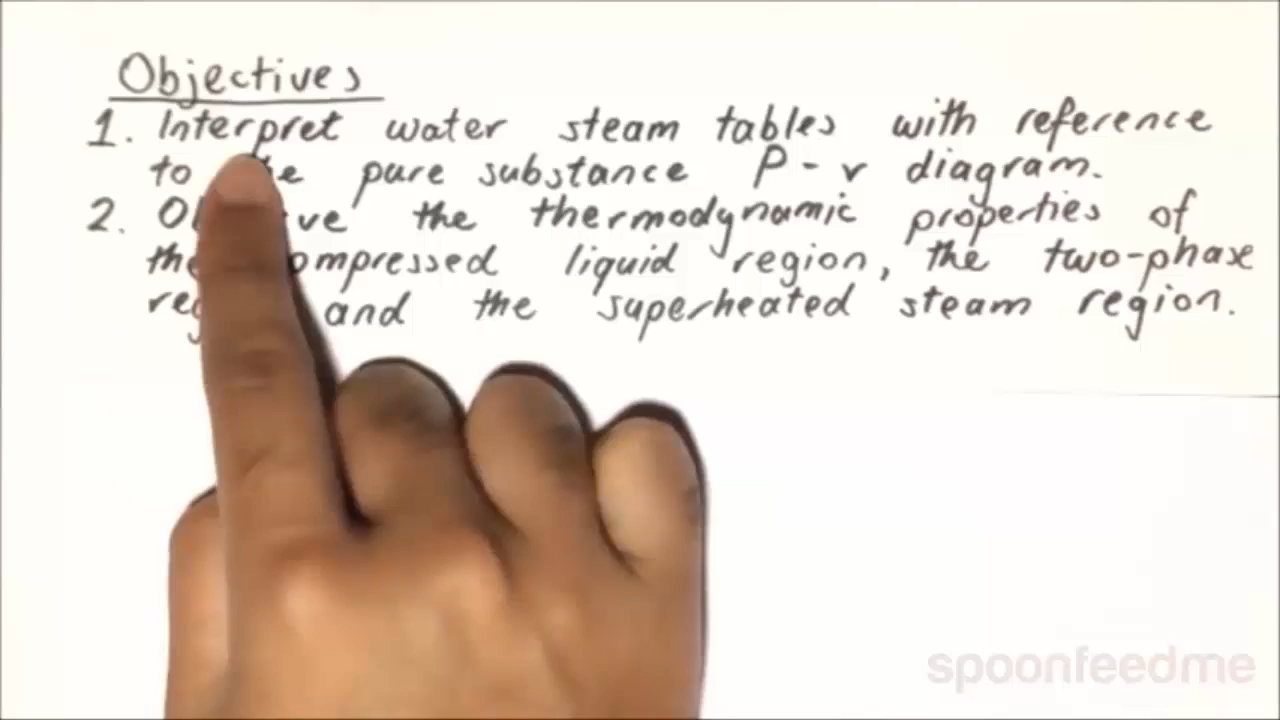 Objectives
1. Interpret water steam tables with reference
to pure substance P-v diagram.
2. the thermodynamic properties of
liquid region, the two-phase
and the superheated steam region.
spoonfeedme